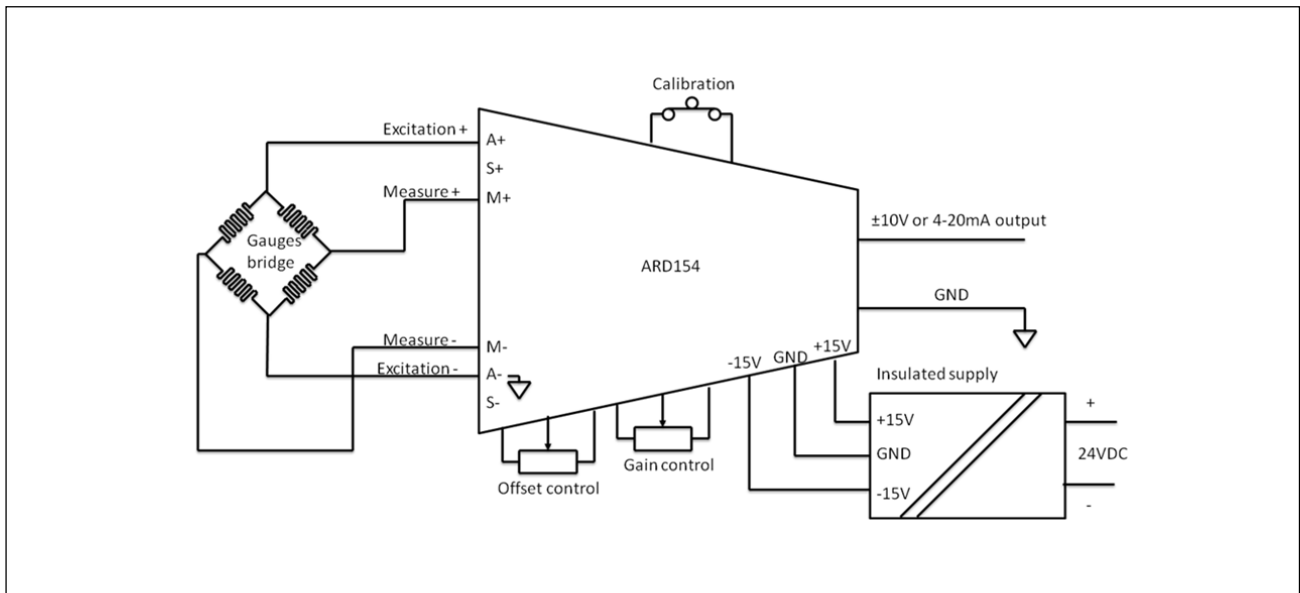 Calibration
Excitation +
A+
S+
Measure +
M+
Gauges
bridge
ARD154
±10V or 4-20mA output
GND
Measure -
M-
Excitation -
A-
S-
-15V
GND
+15V
Offset control
Gain control
Insulated supply
+15V
GND
-15V
+
24VDC
-